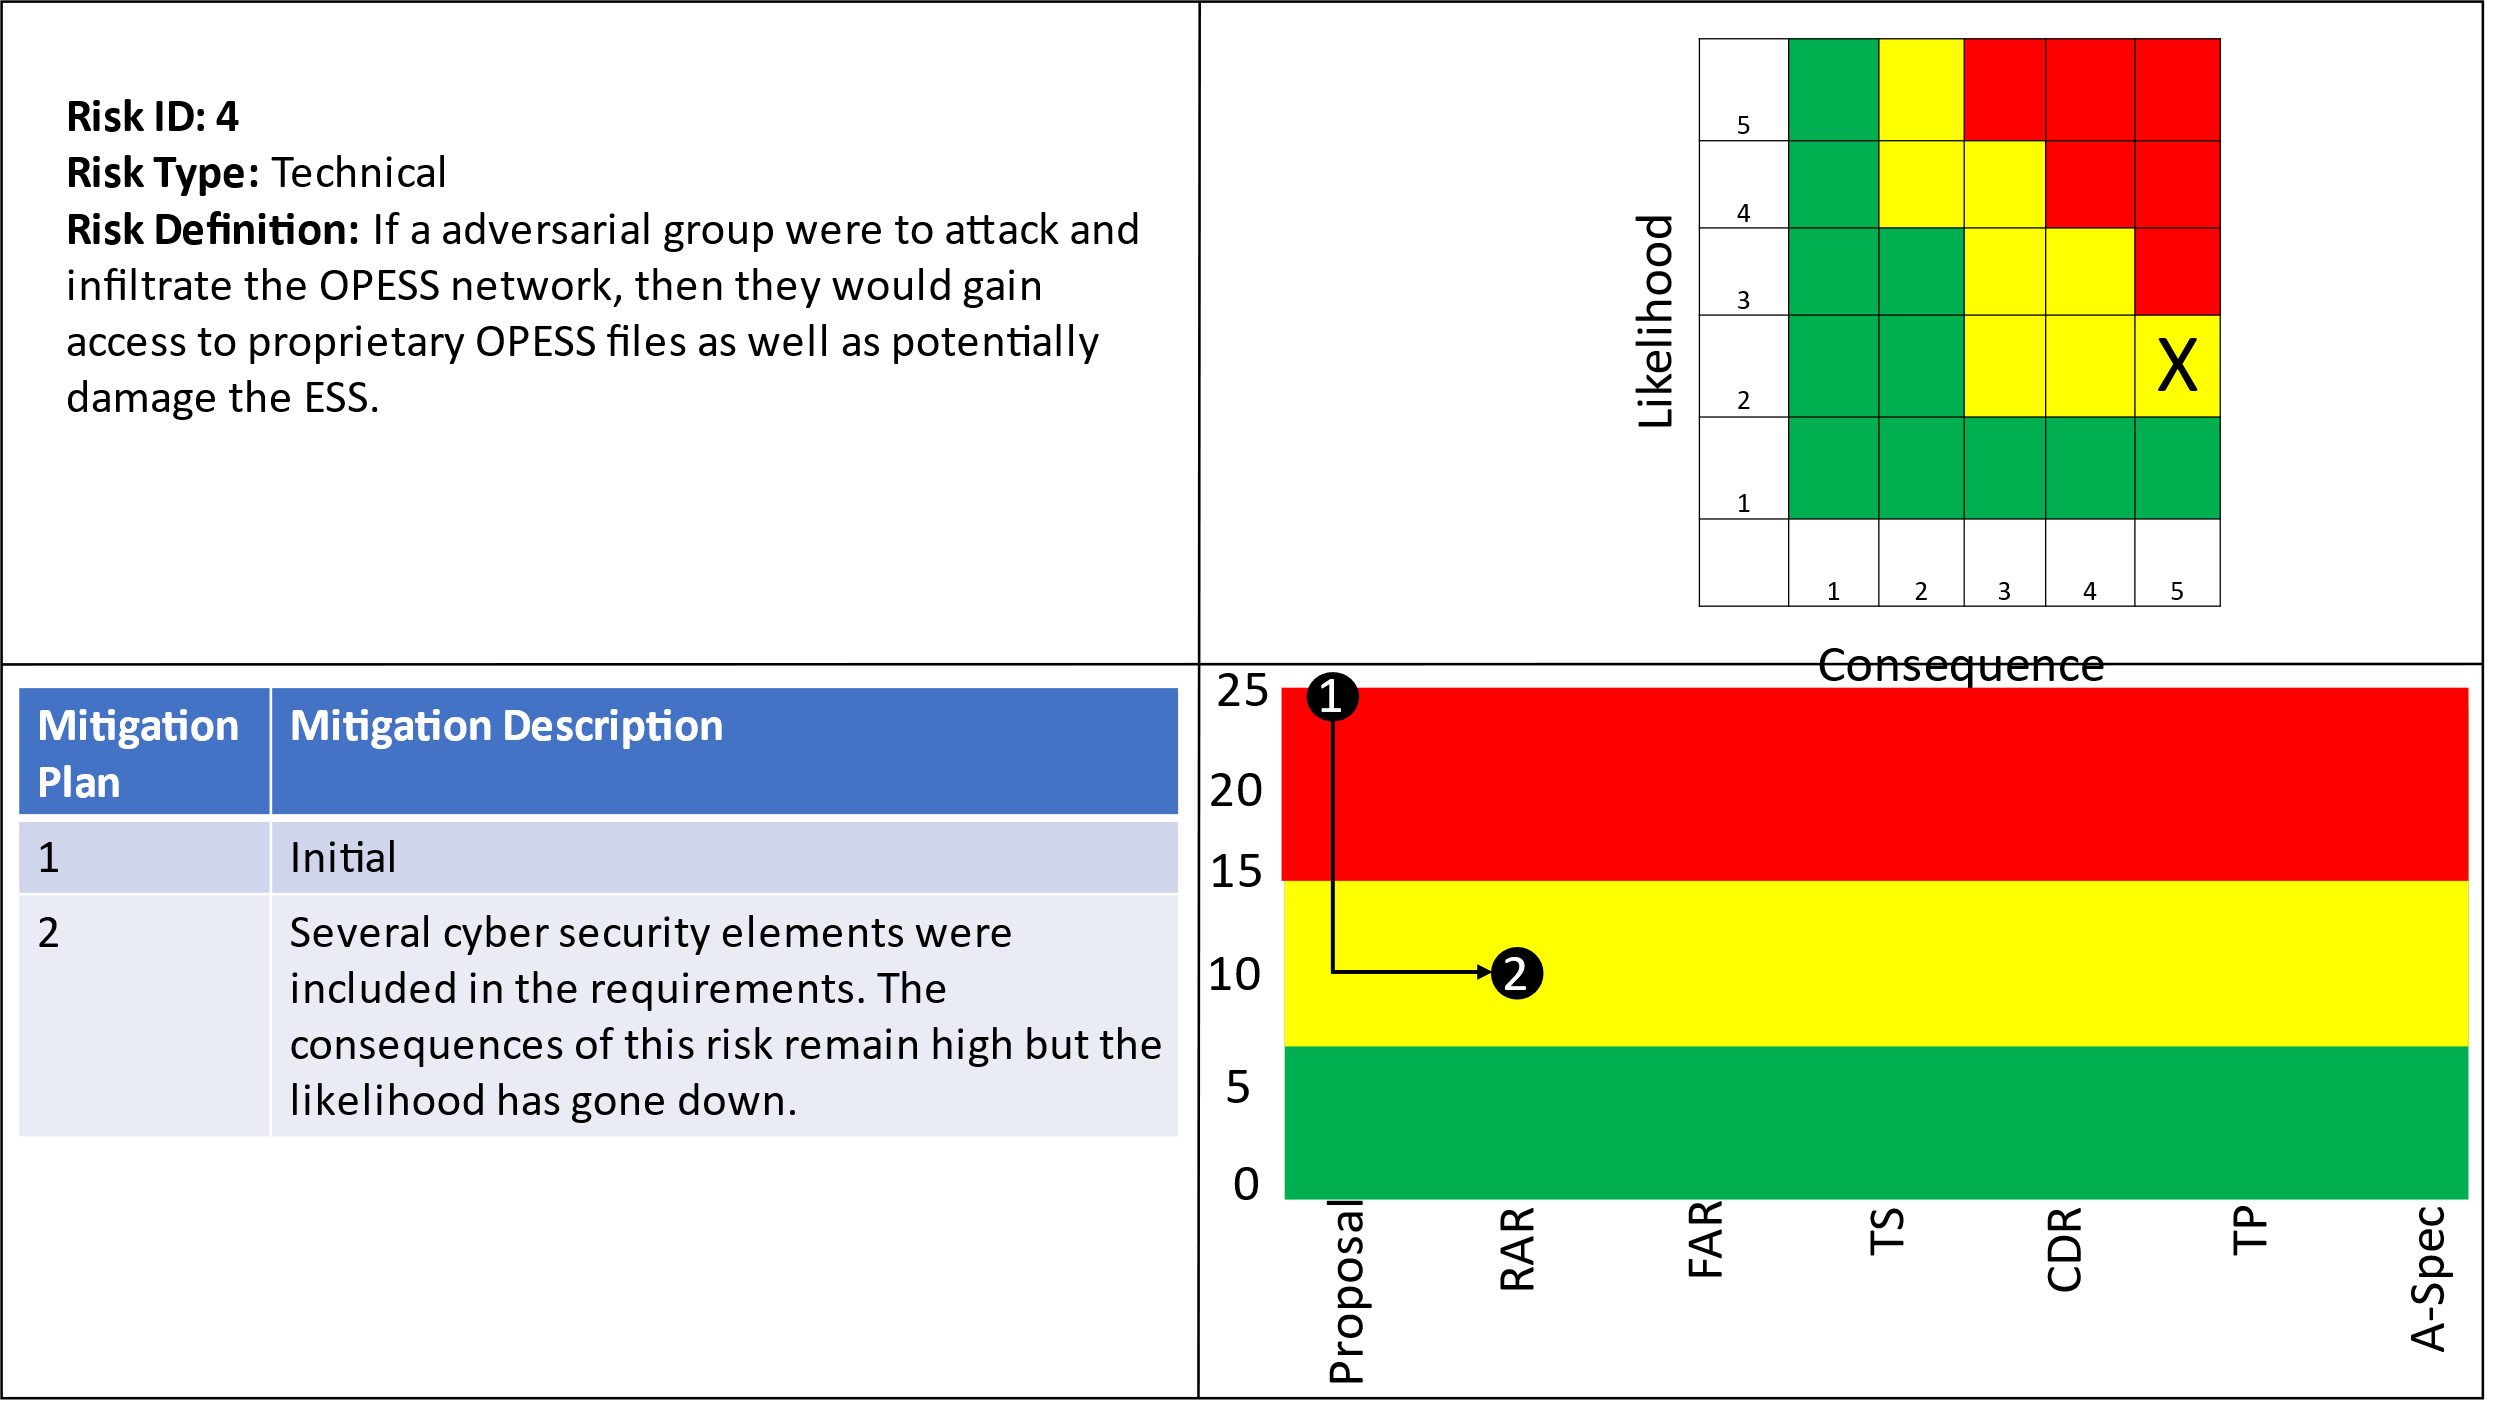 Risk ID: 4
Risk Type: Technical
Risk Definition: If a adversarial group were to attack and
infiltrate the OPESS network, then they would gain
access to proprietary OPESS files as well as potentially
damage the ESS.
Likelihood
5
4
3
2
X
1
1 2 3 4 5
Consequence
Mitigation
Plan
Mitigation Description
1
Initial
2
Several cyber security elements were
included in the requirements. The
consequences of this risk remain high but the
likelihood has gone down.
25
1
20
15
10
2
5
0
Proposal
RAR
FAR
TS
CDR
TP
A-Spec